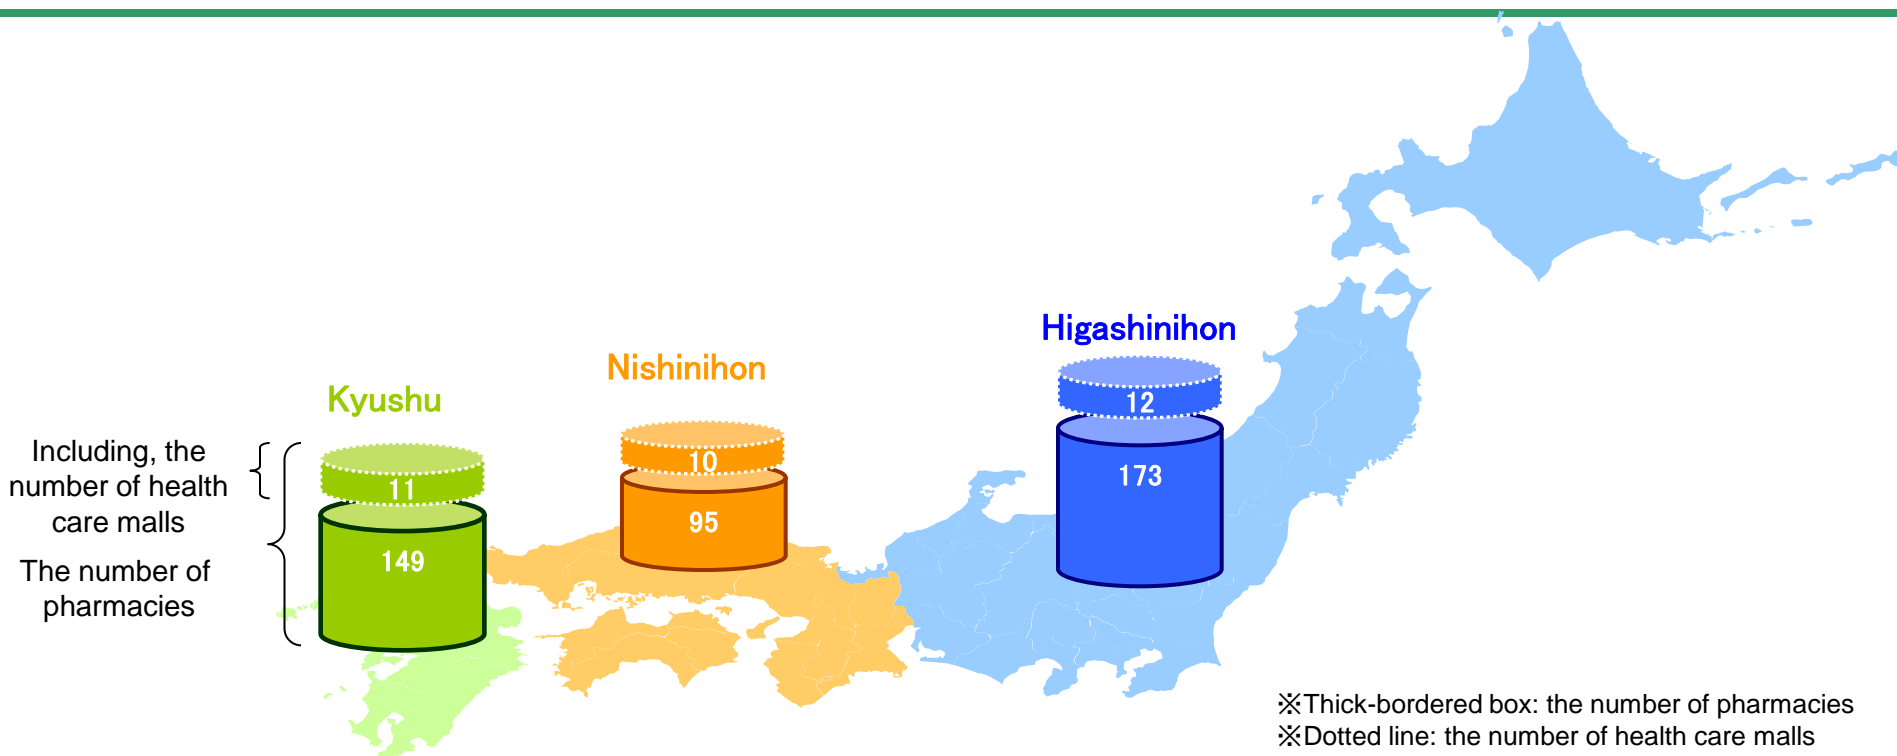 Higashinihon
12
173
Nishinihon
10
95
Kyushu
11
149
Including, the
number of health
care malls
The number of
pharmacies
※Thick-bordered box: the number of pharmacies
※Dotted line: the number of health care malls